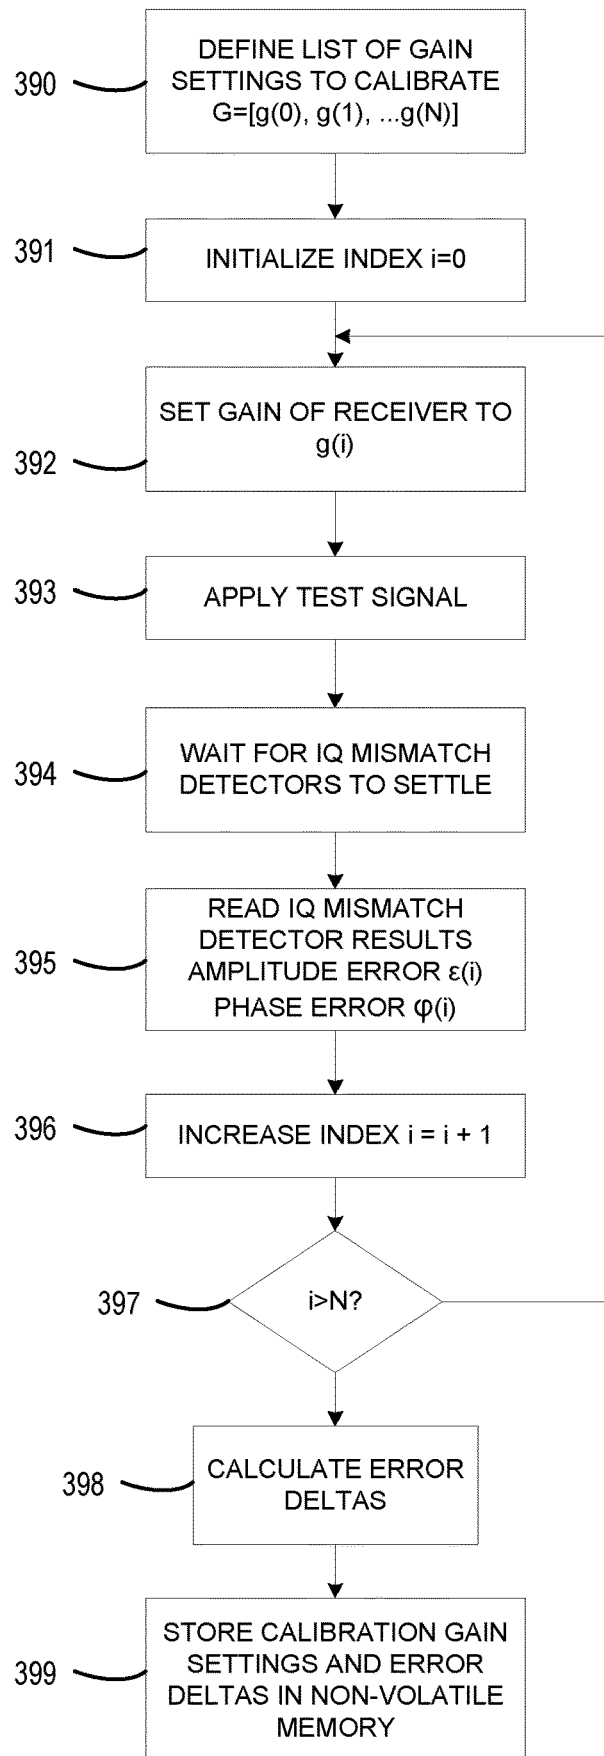 390
DEFINE LIST OF GAIN
SETTINGS TO CALIBRATE
G=[g(0), g(1), ...g(N)]
391
INITIALIZE INDEX i=0
392
SET GAIN OF RECEIVER TO
g(i)
393
APPLY TEST SIGNAL
394
WAIT FOR IQ MISMATCH
DETECTORS TO SETTLE
395
READ IQ MISMATCH
DETECTOR RESULTS
AMPLITUDE ERROR ε(i)
PHASE ERROR φ(i)
396
INCREASE INDEX i = i + 1
397
i>N?
398
CALCULATE ERROR
DELTAS
399
STORE CALIBRATION GAIN
SETTINGS AND ERROR
DELTAS IN NON-VOLATILE
MEMORY